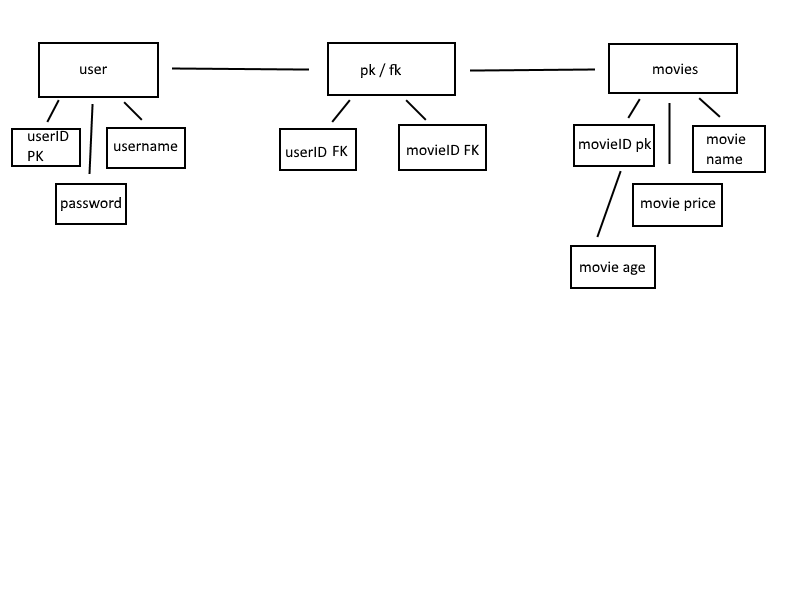 user
pk / fk
movies
userID
PK
username
password
userID FK
movieID FK
movieID pk
movie
name
movie price
movie age